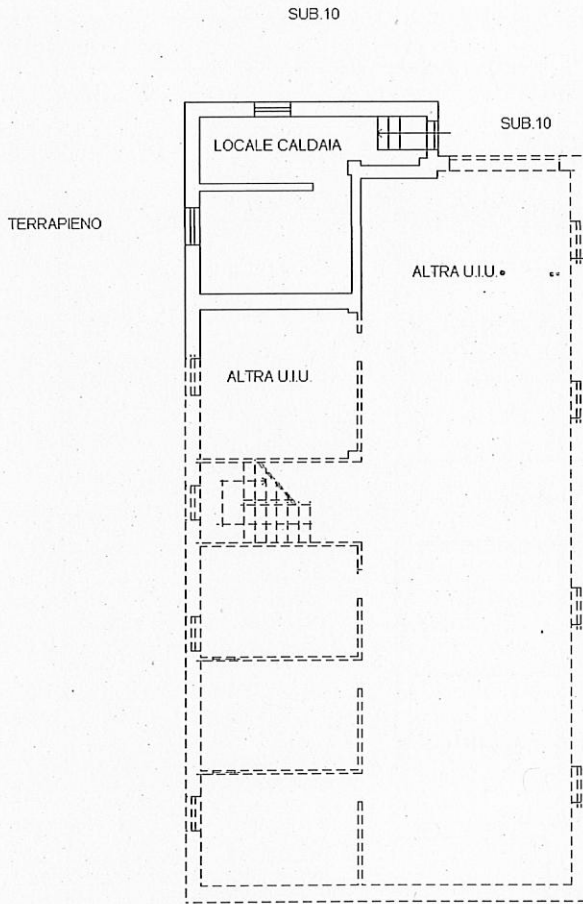 SUB.10
SUB.10
LOCALE CALDAIA
TERRAPIENO
ALTRA U.I.U.
ALTRA U.I.U.